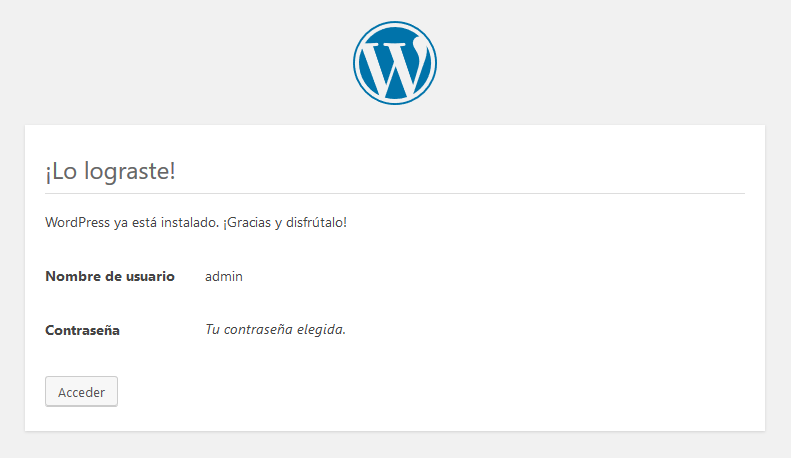 ¡Lo lograste!
WordPress ya está instalado. ¡Gracias y disfrútalo!
Nombre de usuario admin
Contraseña Tu contraseña elegida.
Acceder